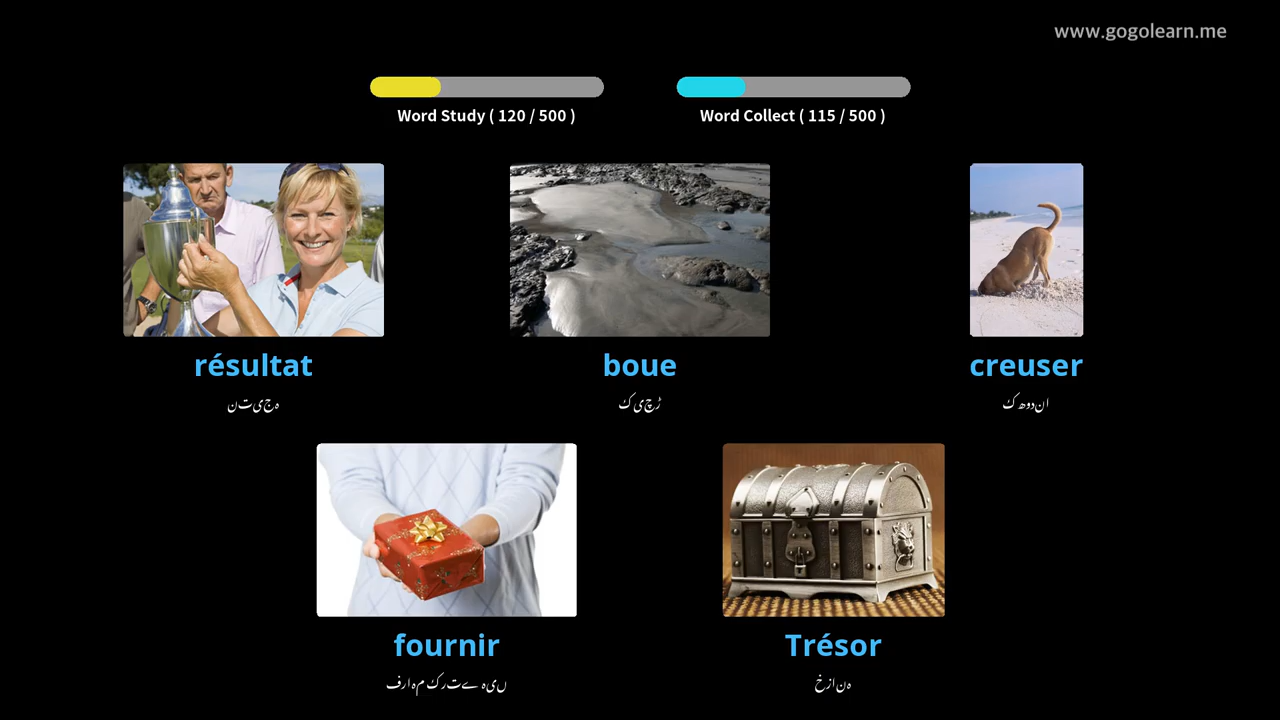 www.gogolearn.me
Word Study ( 120 / 500 )
Word Collect ( 115 / 500 )
résultat
نتیجہ
boue
کیچڑ
creuser
کھودنا
fournir
فراہم کرتے ہیں
Trésor
خزانہ